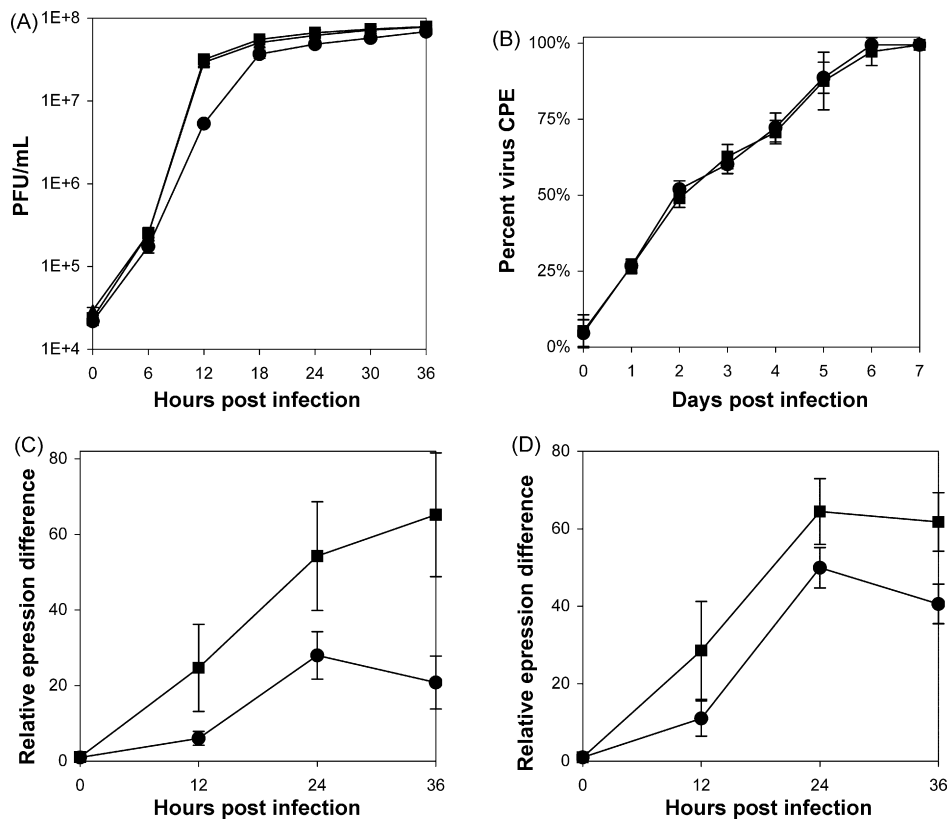 (A)
PFU/mL
1E+8
1E+7
1E+6
1E+5
1E+4
0 6 12 18 24 30 36
Hours post infection
(B)
Percent virus CPE
100%
75%
50%
25%
0%
0 1 2 3 4 5 6 7
Days post infection
(C)
Relative epression difference
80
60
40
20
0
0 12 24 36
Hours post infection
(D)
Relative epression difference
80
60
40
20
0
0 12 24 36
Hours post infection